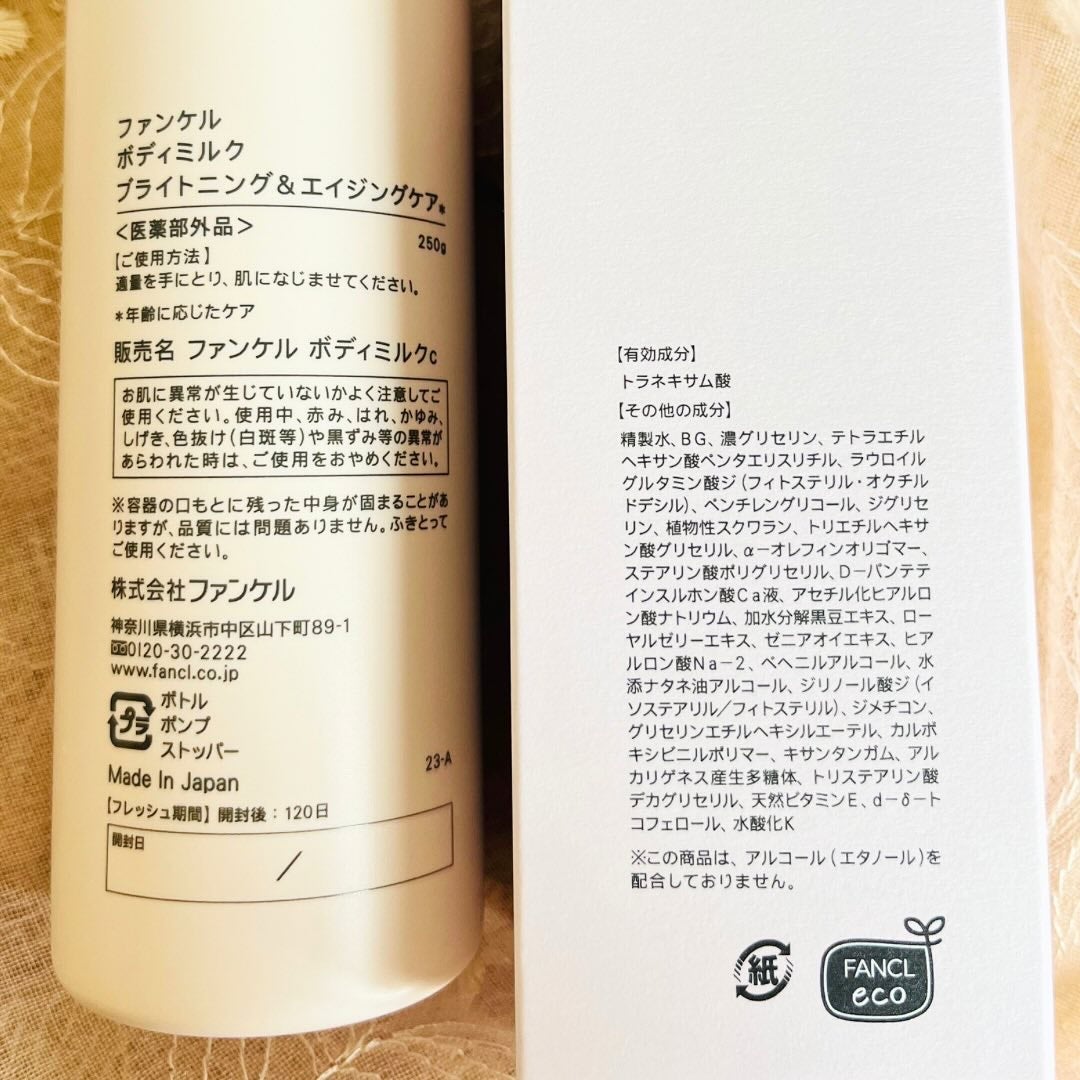 ファンケル
ボディミルク
ブライトニング&エイジングケア*
<医薬部外品>
250g
【ご使用方法】
適量を手にとり、肌になじませてください。
*年齢に応じたケア
販売名 ファンケル ボディミルクc
お肌に異常が生じていないかよく注意してご
使用ください。使用中、赤み、はれ、かゆみ、
しげき、色抜け(白斑等)や黒ずみ等の異常が
あらわれた時は、ご使用をおやめください。
※容器の口もとに残った中身が固まることがあ
りますが、品質には問題ありません。ふきとって
ご使用ください。
株式会社ファンケル
神奈川県横浜市中区山下町89-1
0120-30-2222
www.fancl.co.jp
プラ
ボトル
ポンプ
ストッパー
23-A
Made In Japan
【フレッシュ期間】開封後:120日
開封日
/
【有効成分】
トラネキサム酸
【その他の成分】
精製水、BG、濃グリセリン、テトラエチル
ヘキサン酸ペンタエリスリチル、ラウロイル
グルタミン酸ジ(フィトステリル・オクチル
ドデシル)、ペンチレングリコール、ジグリセ
リン、植物性スクワラン、トリエチルヘキサ
ン酸グリセリル、α-オレフィンオリゴマー、
ステアリン酸ポリグリセリル、D-パンテテ
インスルホン酸Ca液、アセチル化ヒアルロ
ン酸ナトリウム、加水分解黒豆エキス、ロー
ヤルゼリーエキス、ゼニアオイエキス、ヒア
ルロン酸Na-2、ベヘニルアルコール、水
添ナタネ油アルコール、ジリノール酸ジ(イ
ソステアリル/フィトステリル)、ジメチコン、
グリセリンエチルヘキシルエーテル、カルボ
キシビニルポリマー、キサンタンガム、アル
カリゲネス産生多糖体、トリステアリン酸
デカグリセリル、天然ビタミンE、d-δ-ト
コフェロール、水酸化K
※この商品は、アルコール(エタノール)を
配合しておりません。
紙
FANCL
eco